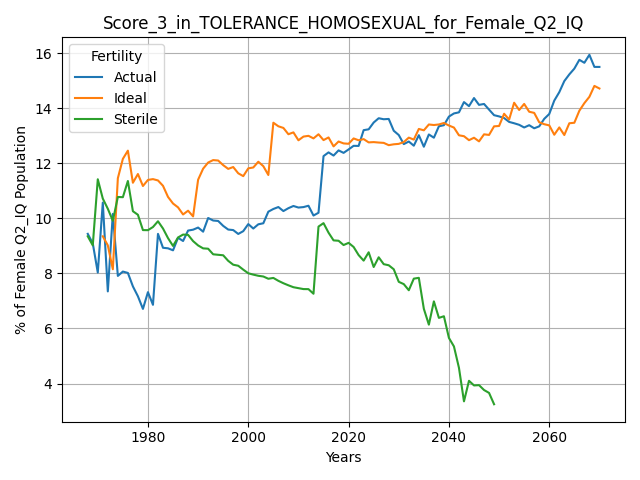 Score_3_in_TOLERANCE_HOMOSEXUAL_for_Female_Q2_IQ
Fertility
Actual
Ideal
Sterile
% of Female Q2_IQ Population
16
14
12
10
8
6
4
1980
2000
2020
2040
2060
Years